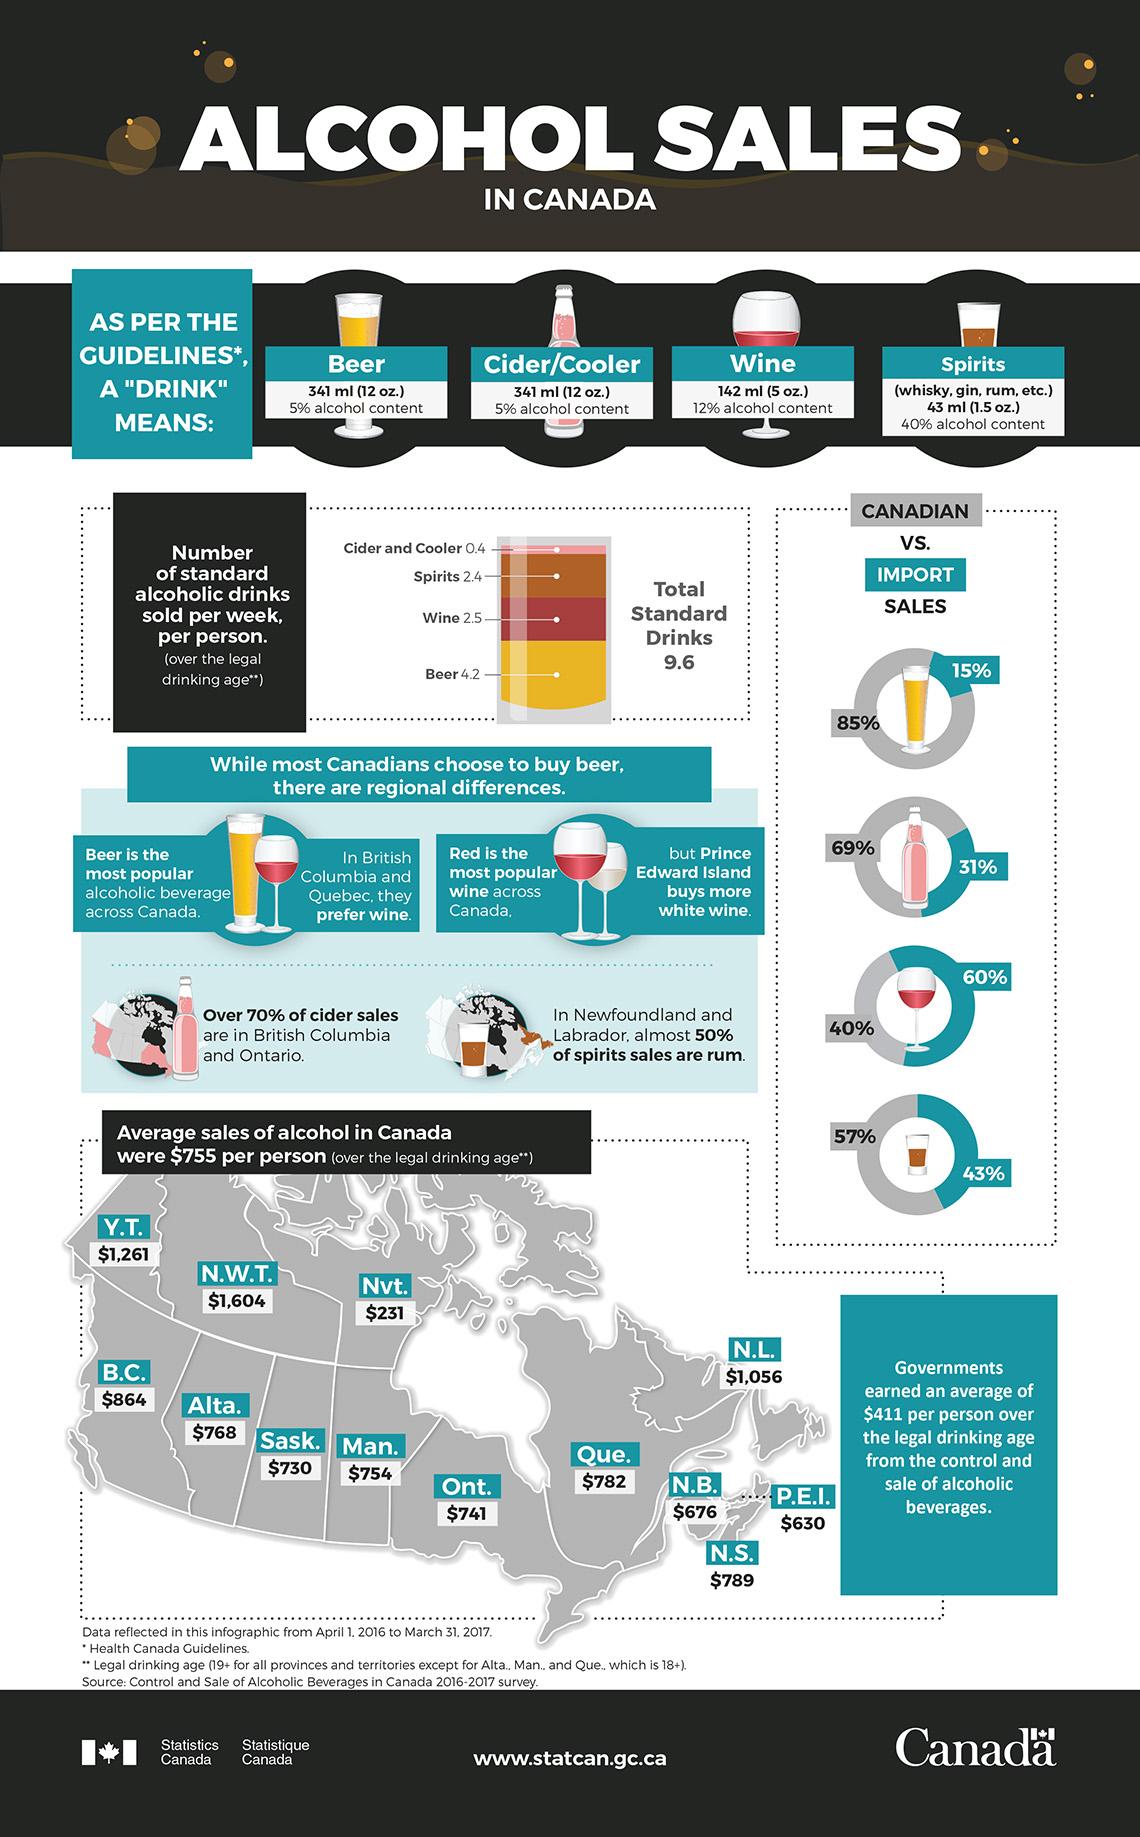 ALCOHOL SALES
IN CANADA
AS PER THE
GUIDELINES*,
A "DRINK"
MEANS:
Beer
341 ml (12 oz.)
5% alcohol content
Cider/Cooler
341 ml (12 oz.)
5% alcohol content
Wine
142 ml (5 oz.)
12% alcohol content
Spirits
(whisky, gin, rum, etc.)
43 ml (1.5 oz.)
40% alcohol content
Number
of standard
alcoholic drinks
sold per week,
per person.
(over the legal
drinking age**)
Cider and Cooler 0.4
Spirits 2.4
Wine 2.5
Beer 4.2
Total
Standard
Drinks
9.6
CANADIAN
VS.
IMPORT
SALES
15%
85%
69%
31%
60%
40%
57%
43%
While most Canadians choose to buy beer,
there are regional differences.
Beer is the
most popular
alcoholic beverage
across Canada.
In British
Columbia and
Quebec, they
prefer wine.
Red is the
most popular
wine across
Canada,
but Prince
Edward Island
buys more
white wine.
Over 70% of cider sales
are in British Columbia
and Ontario.
In Newfoundland and
Labrador, almost 50%
of spirits sales are rum.
Average sales of alcohol in Canada
were $755 per person (over the legal drinking age**)
Y.T.
$1,261
N.W.T.
$1,604
Nvt.
$231
B.C.
$864
Alta.
$768
Sask.
$730
Man.
$754
Ont.
$741
Que.
$782
N.L.
$1,056
N.B.
$676
P.E.I.
$630
N.S.
$789
Governments
earned an average of
$411 per person over
the legal drinking age
from the control and
sale of alcoholic
beverages.
Data reflected in this infographic from April 1, 2016 to March 31, 2017.
* Health Canada Guidelines.
** Legal drinking age (19+ for all provinces and territories except for Alta., Man., and Que., which is 18+).
Source: Control and Sale of Alcoholic Beverages in Canada 2016-2017 survey.
Statistics
Canada
Statistique
Canada
www.statcan.gc.ca
Canada